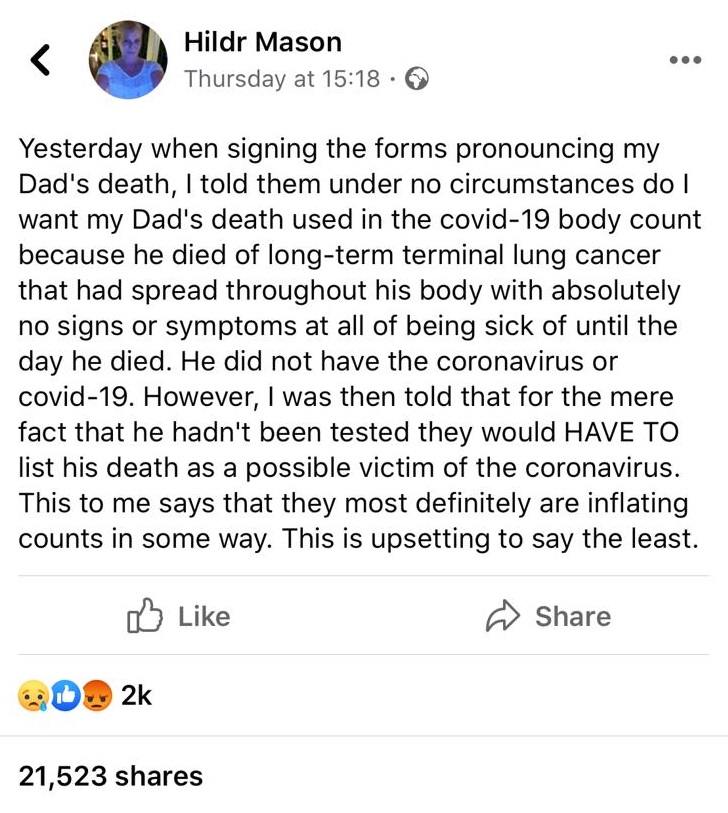 Hildr Mason
Thursday at 15:18 ·
Yesterday when signing the forms pronouncing my
Dad's death, I told them under no circumstances do I
want my Dad's death used in the covid-19 body count
because he died of long-term terminal lung cancer
that had spread throughout his body with absolutely
no signs or symptoms at all of being sick of until the
day he died. He did not have the coronavirus or
covid-19. However, I was then told that for the mere
fact that he hadn't been tested they would HAVE TO
list his death as a possible victim of the coronavirus.
This to me says that they most definitely are inflating
counts in some way. This is upsetting to say the least.
Like Share
2k
21,523 shares